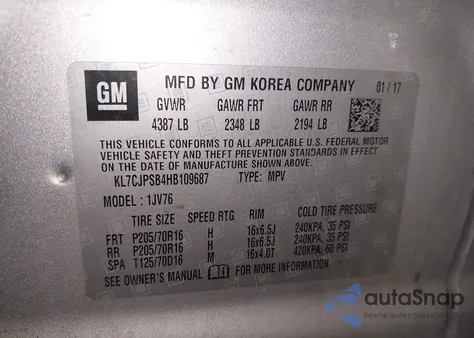 GM
MFD BY GM KOREA COMPANY 01/17
GVWR GAWR FRT GAWR RR
4387 LB 2348 LB 2194 LB
THIS VEHICLE CONFORMS TO ALL APPLICABLE U.S. FEDERAL MOTOR
VEHICLE SAFETY AND THEFT PREVENTION STANDARDS IN EFFECT
ON THE DATE OF MANUFACTURE SHOWN ABOVE.
KL7CJPSB4HB109687 TYPE: MPV
MODEL: 1JV76
TIRE SIZE SPEED RTG RIM COLD TIRE PRESSURE
FRT P205/70R16 H 16x6.5J 240KPA, 35 PSI
RR P205/70R16 H 16x6.5J 240KPA, 35 PSI
SPA T125/70D16 M 16x4.0T 420KPA, 60 PSI
SEE OWNER'S MANUAL FOR MORE INFORMATION.
autoSnap
Pewne auta z aukcji USA